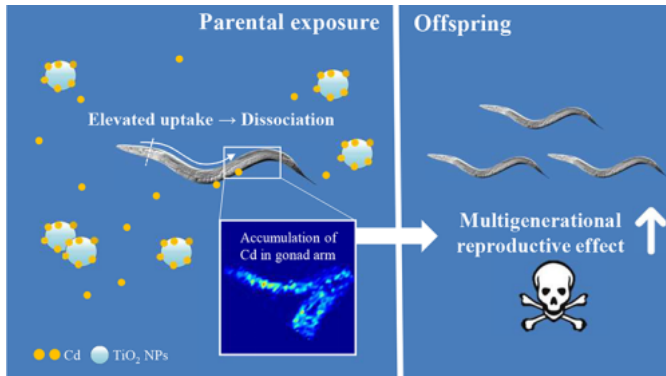 Parental exposure
Offspring
Elevated uptake → Dissociation
Accumulation of
Cd in gonad arm
Multigenerational
reproductive effect
Cd
TiO₂ NPs